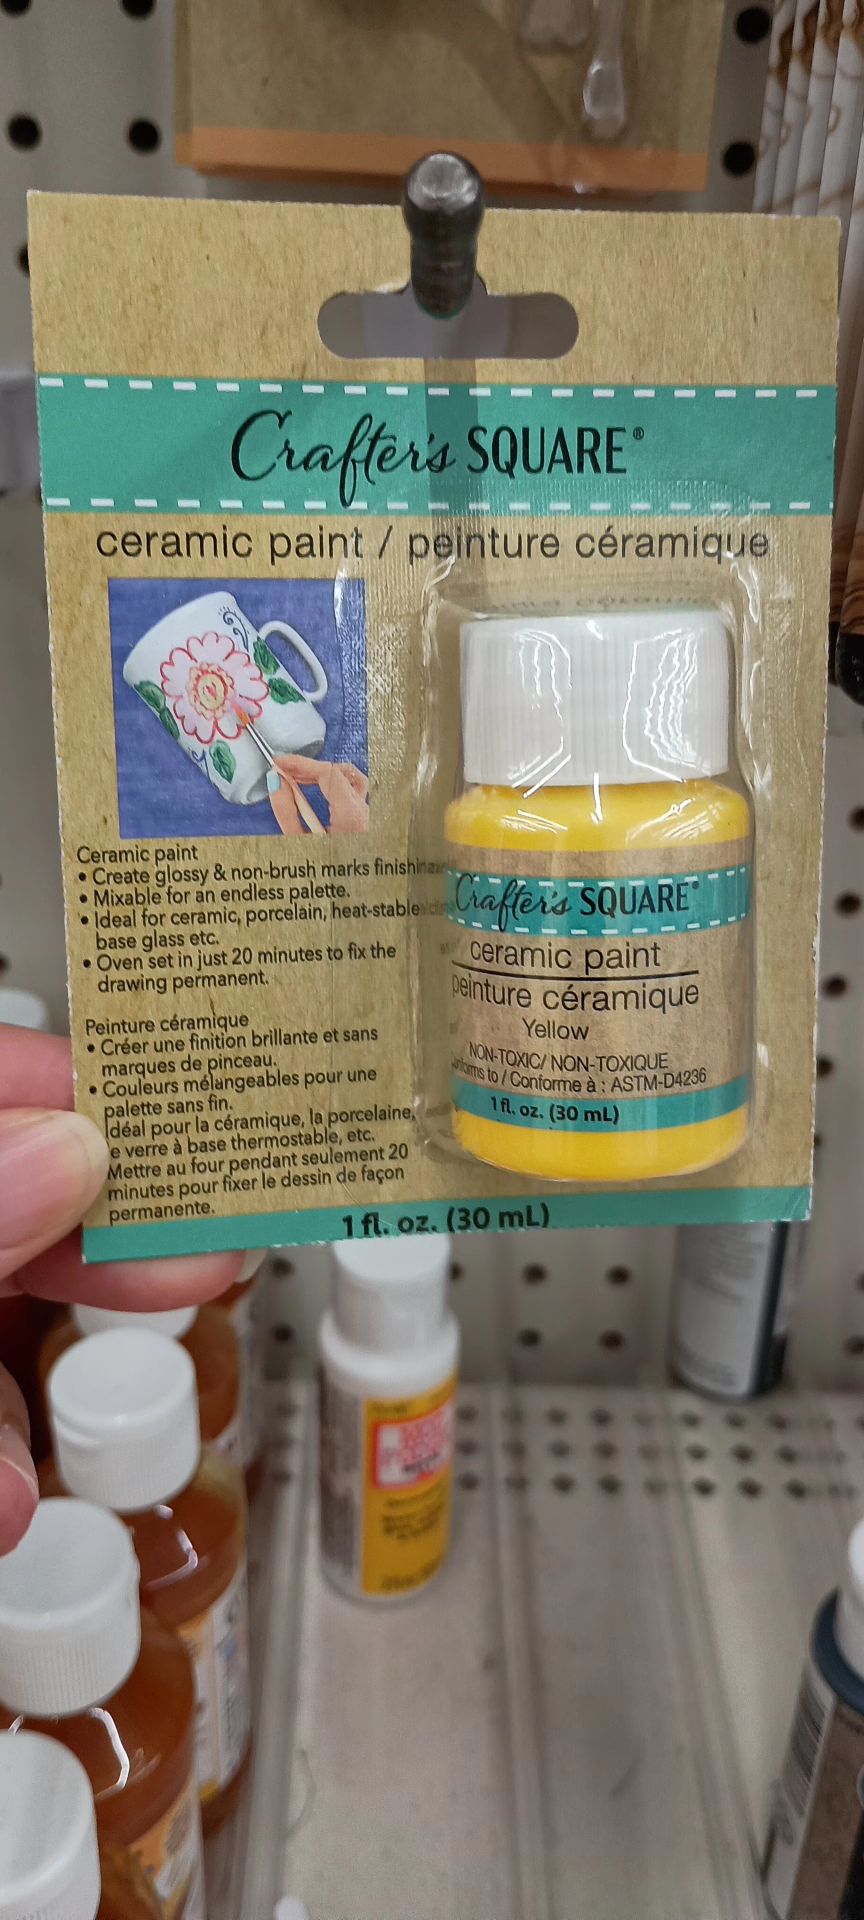 Crafter's SQUARE®
ceramic paint / peinture céramique
Ceramic paint
• Create glossy & non-brush marks finishing
• Mixable for an endless palette.
• Ideal for ceramic, porcelain, heat-stable
base glass etc.
• Oven set in just 20 minutes to fix the
drawing permanent.
Peinture céramique
• Créer une finition brillante et sans
marques de pinceau.
• Couleurs mélangeables pour une
palette sans fin.
Idéal pour la céramique, la porcelaine,
e verre à base thermostable, etc.
Mettre au four pendant seulement 20
minutes pour fixer le dessin de façon
permanente.
1 fl. oz. (30 mL)
Crafter's SQUARE®
ceramic paint
peinture céramique
Yellow
NON-TOXIC/ NON-TOXIQUE
to / Conforme à : ASTM-D4236
1 fl. oz. (30 mL)